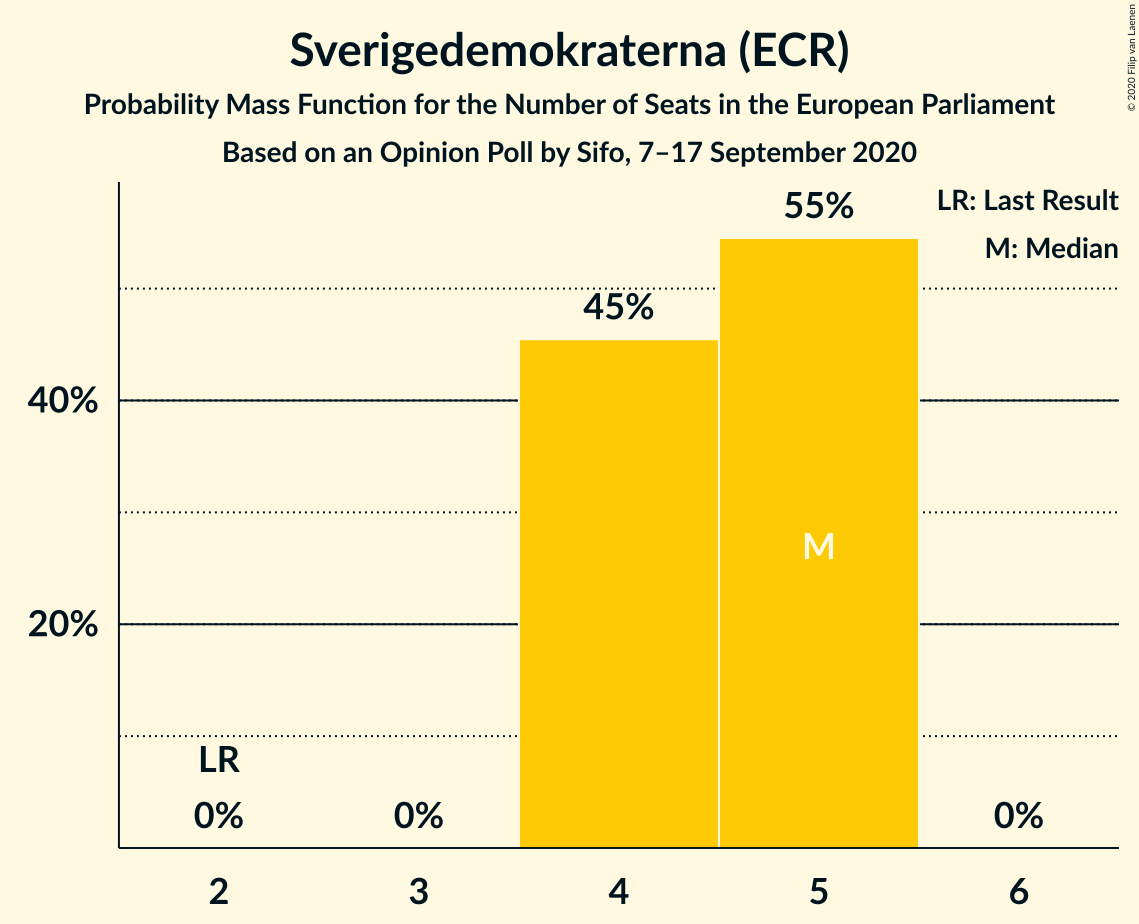 Sverigedemokraterna (ECR)
Probability Mass Function for the Number of Seats in the European Parliament
Based on an Opinion Poll by Sifo, 7–17 September 2020
© 2020 Filip van Laenen
LR: Last Result
M: Median
55%
45%
40%
20%
M
LR
0%
0%
0%
2
3
4
5
6